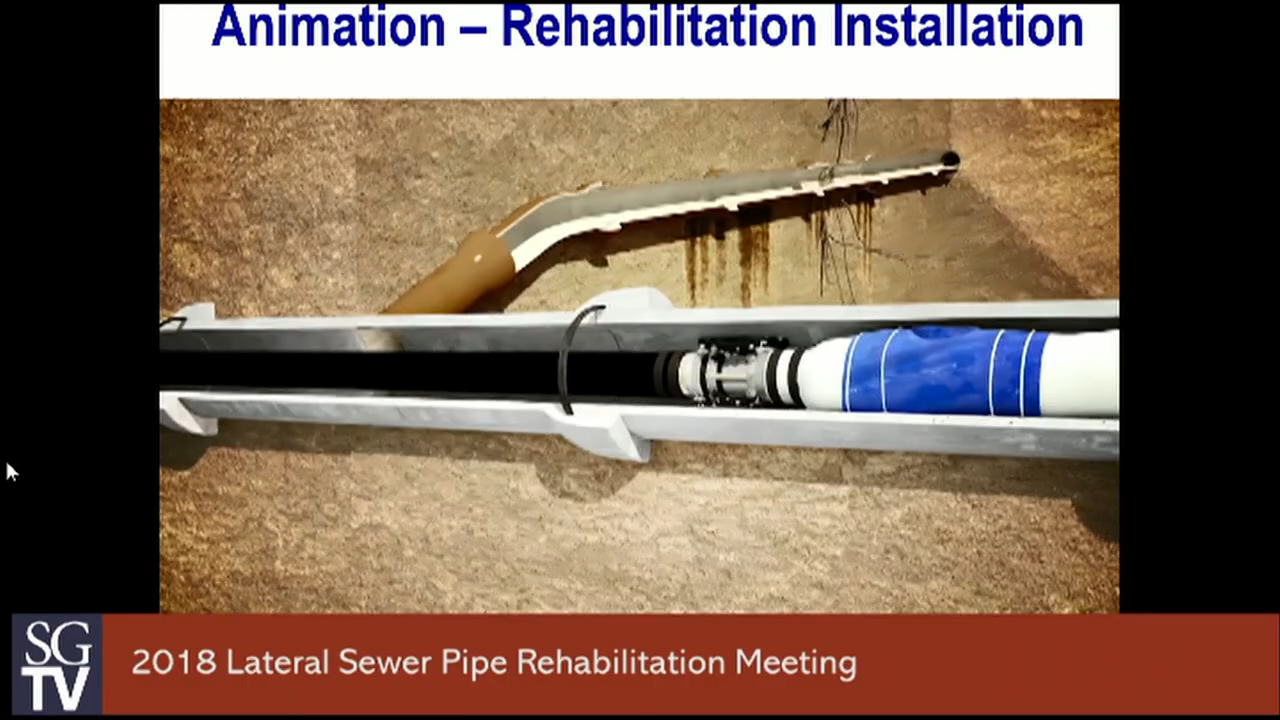 Animation – Rehabilitation Installation
SG
TV
2018 Lateral Sewer Pipe Rehabilitation Meeting